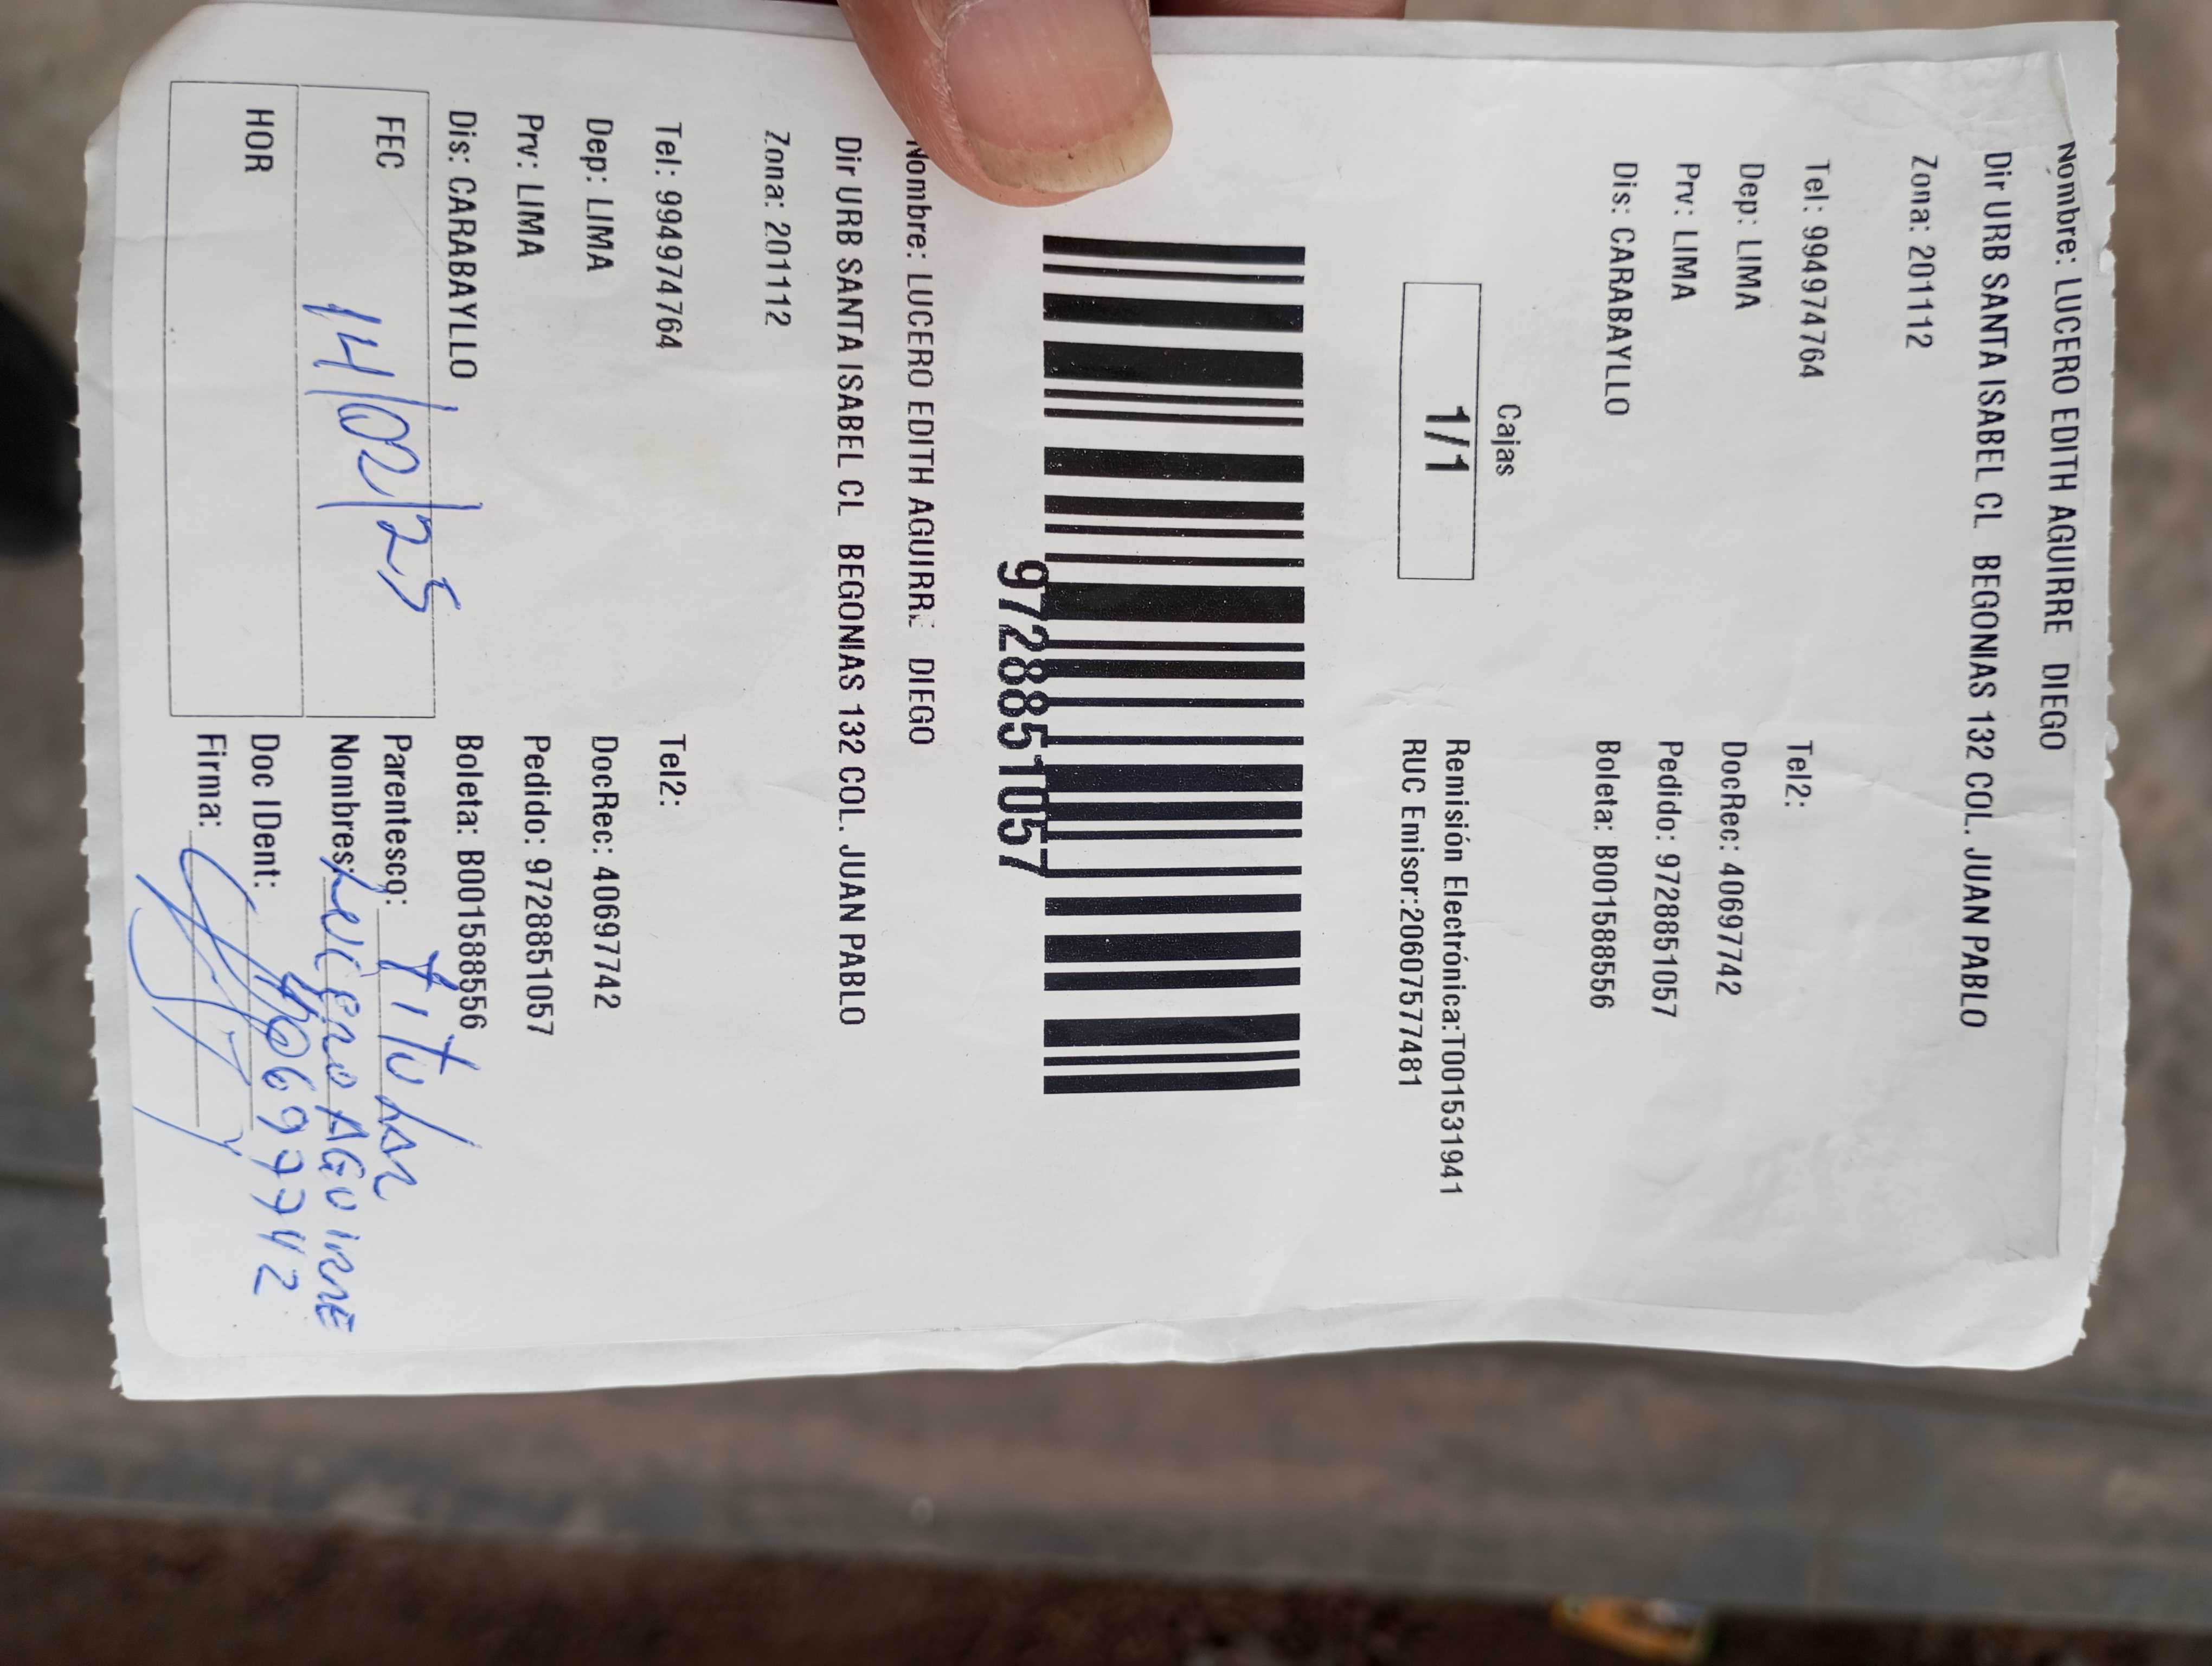 Nombre: LUCERO EDITH AGUIRRE DIEGO
Dir URB SANTA ISABEL CL BEGONIAS 132 COL. JUAN PABLO
Zona: 201112
Tel: 994974764 Tel2:
Dep: LIMA DocRec: 40697742
Prv: LIMA Pedido: 9728851057
Dis: CARABAYLLO Boleta: B001588556
Cajas
1/1
Remisión Electrónica:T001531941
RUC Emisor:20607577481
9728851057
Nombre: LUCERO EDITH AGUIRRE DIEGO
Dir URB SANTA ISABEL CL BEGONIAS 132 COL. JUAN PABLO
Zona: 201112
Tel: 994974764 Tel2:
Dep: LIMA DocRec: 40697742
Prv: LIMA Pedido: 9728851057
Dis: CARABAYLLO Boleta: B001588556
FEC 14/02/25
HOR
Parentesco: titular
Nombres: Lucero AGUIRRE
Doc IDent: 40697742
Firma: